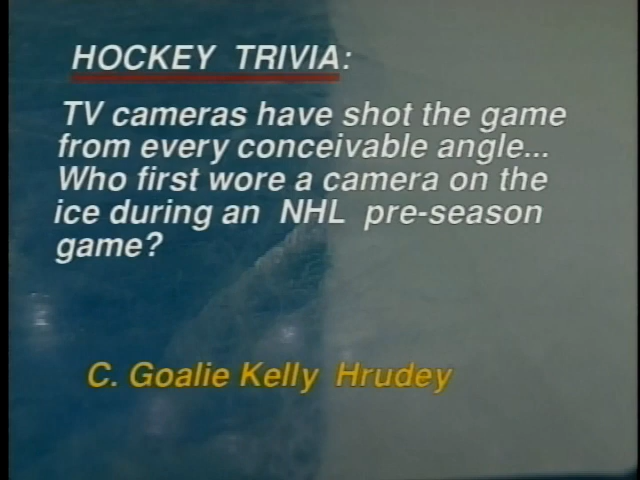 HOCKEY TRIVIA:
TV cameras have shot the game
from every conceivable angle...
Who first wore a camera on the
ice during an NHL pre-season
game?
C. Goalie Kelly Hrudey